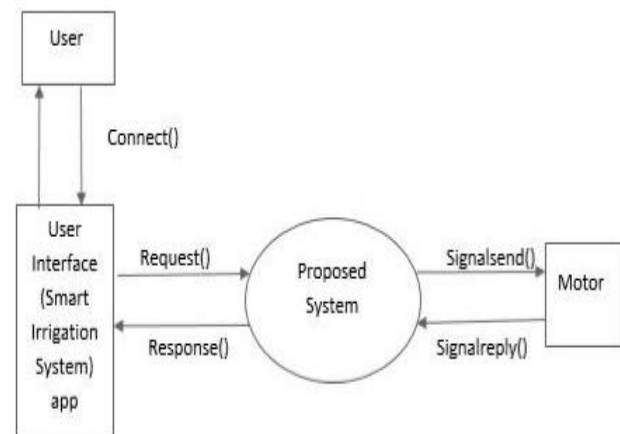 User
Connect()
User
Interface
(Smart
Irrigation
System)
app
Request()
Response()
Proposed
System
Signalsend()
Signalreply()
Motor